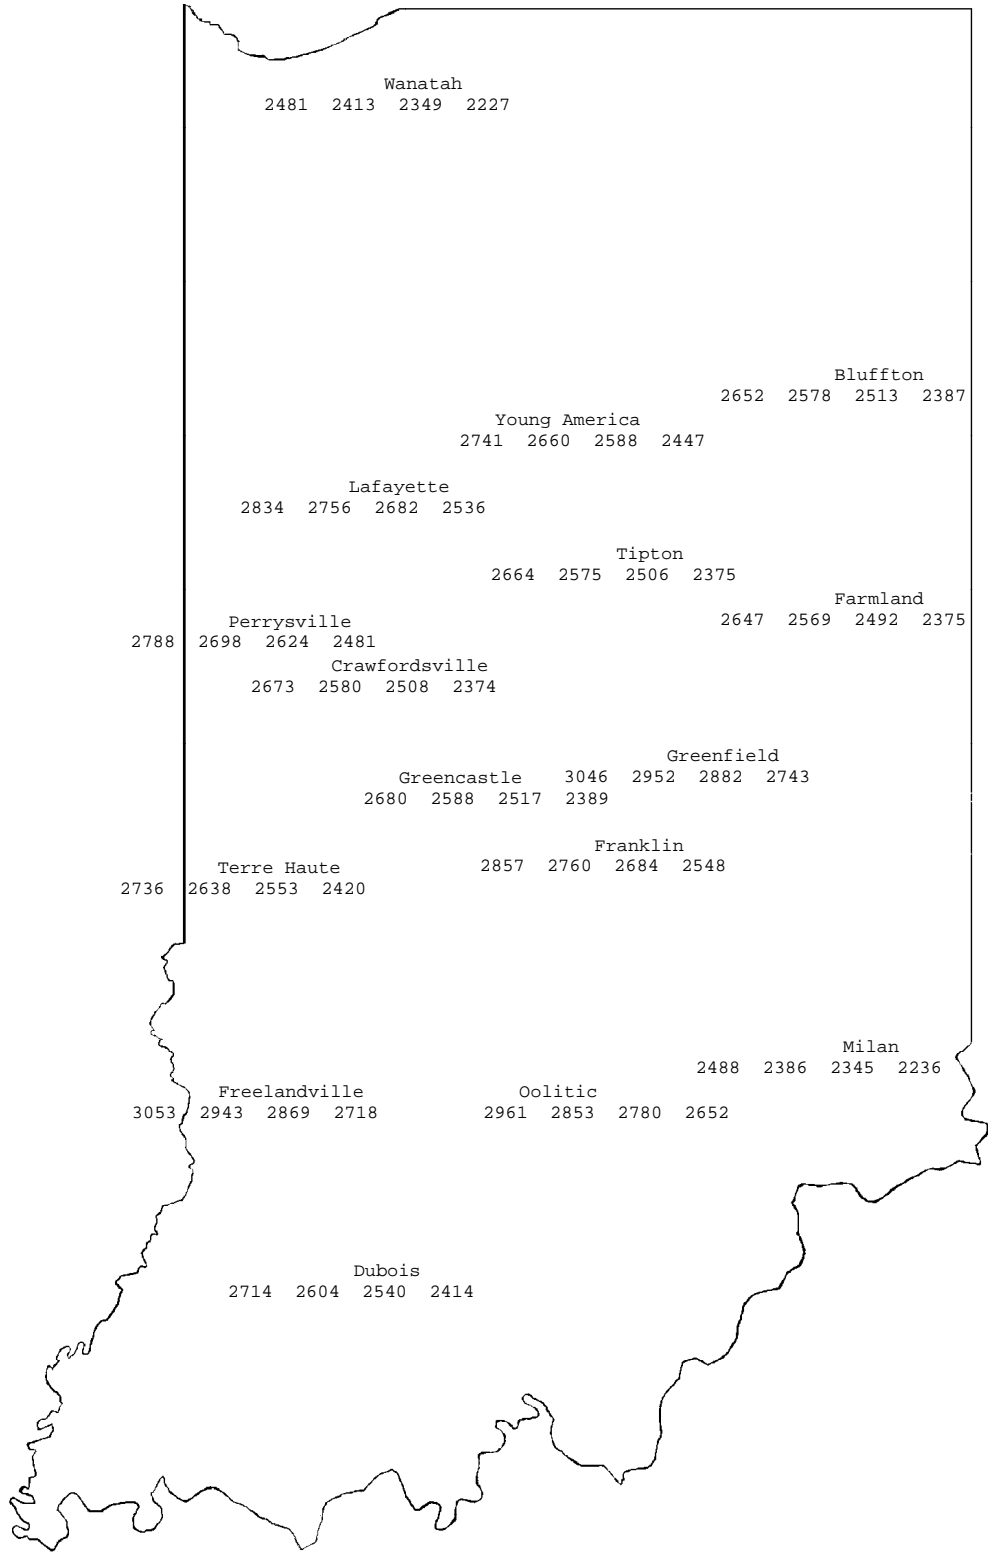 Wanatah
2481 2413 2349 2227
Bluffton
2652 2578 2513 2387
Young America
2741 2660 2588 2447
Lafayette
2834 2756 2682 2536
Tipton
2664 2575 2506 2375
Farmland
2647 2569 2492 2375
Perrysville
2788 2698 2624 2481
Crawfordsville
2673 2580 2508 2374
Greenfield
3046 2952 2882 2743
Greencastle
2680 2588 2517 2389
Franklin
2857 2760 2684 2548
Terre Haute
2736 2638 2553 2420
Milan
2488 2386 2345 2236
Freelandville
3053 2943 2869 2718
Oolitic
2961 2853 2780 2652
Dubois
2714 2604 2540 2414